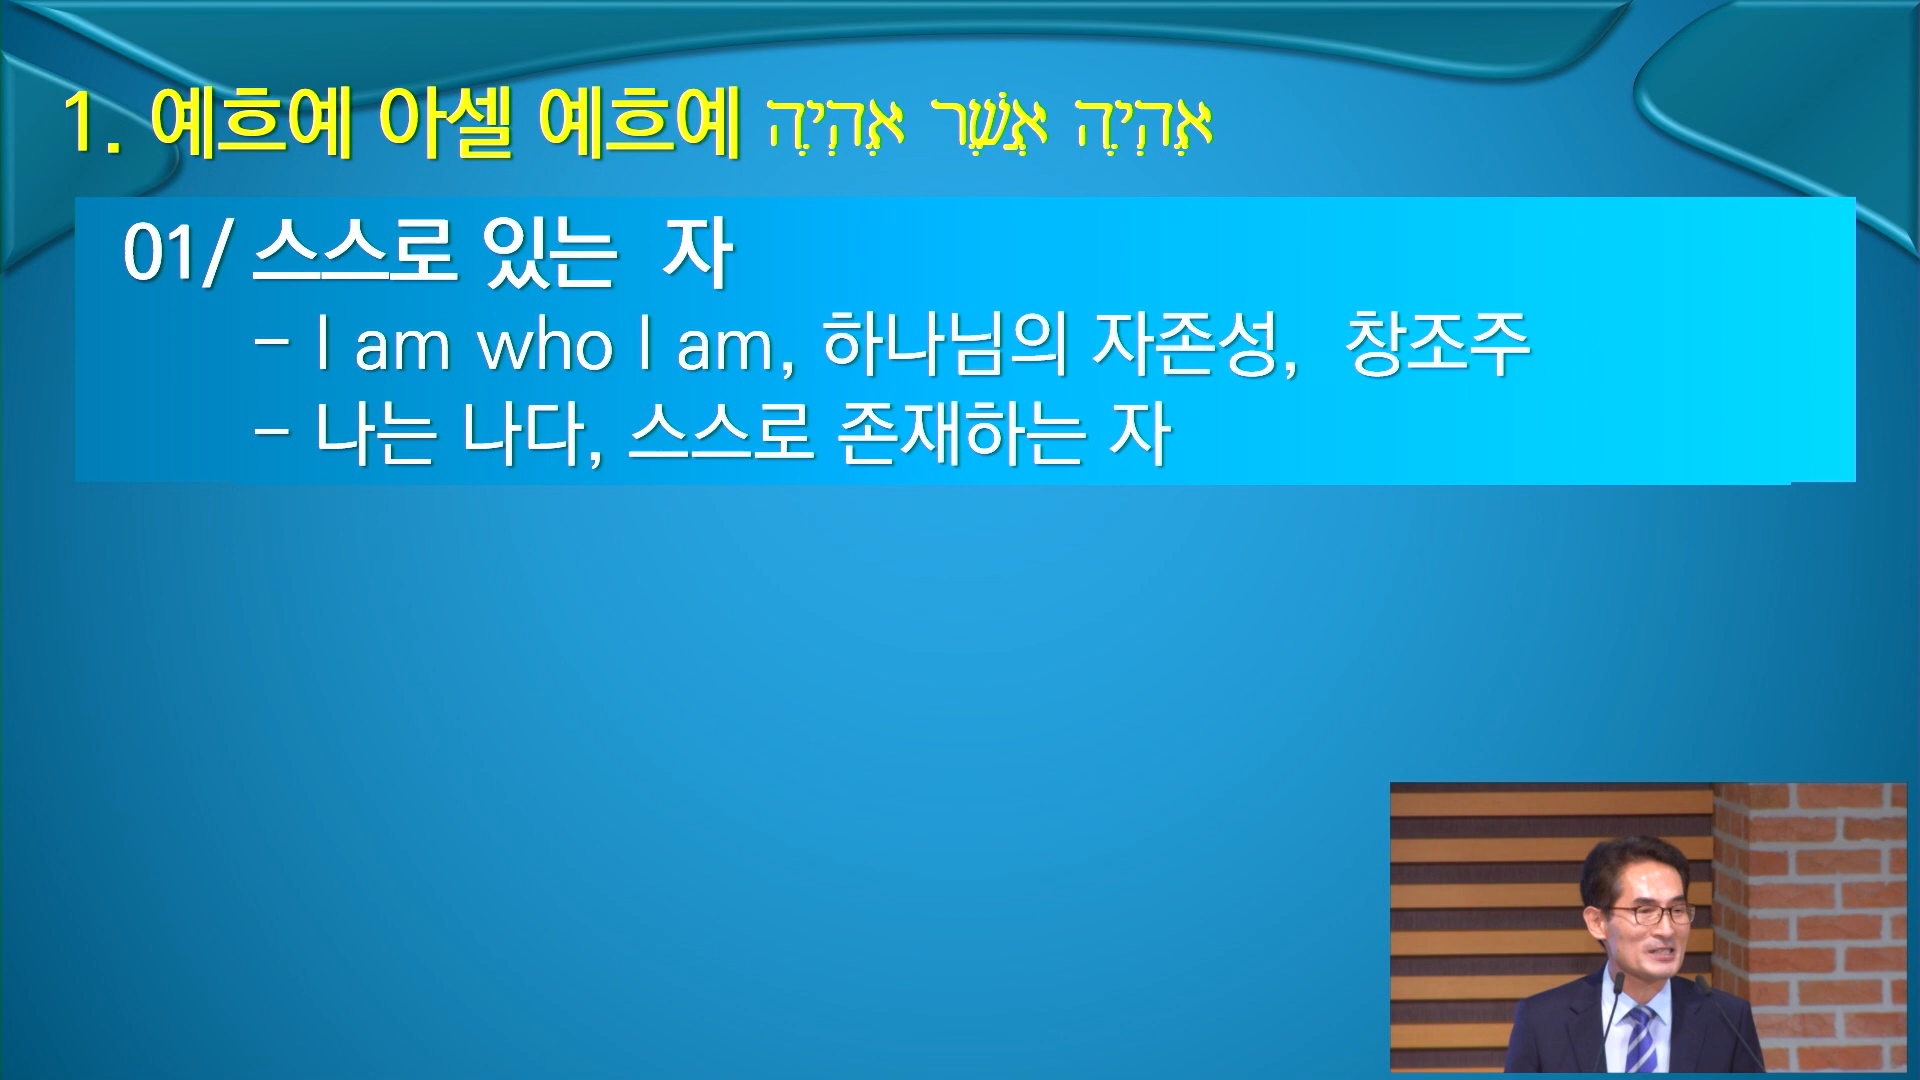 1. 예흐예 아셀 예흐예 אֶהְיֶה אֲשֶׁר אֶהְיֶה
01/ 스스로 있는 자
- I am who I am, 하나님의 자존성, 창조주
- 나는 나다, 스스로 존재하는 자